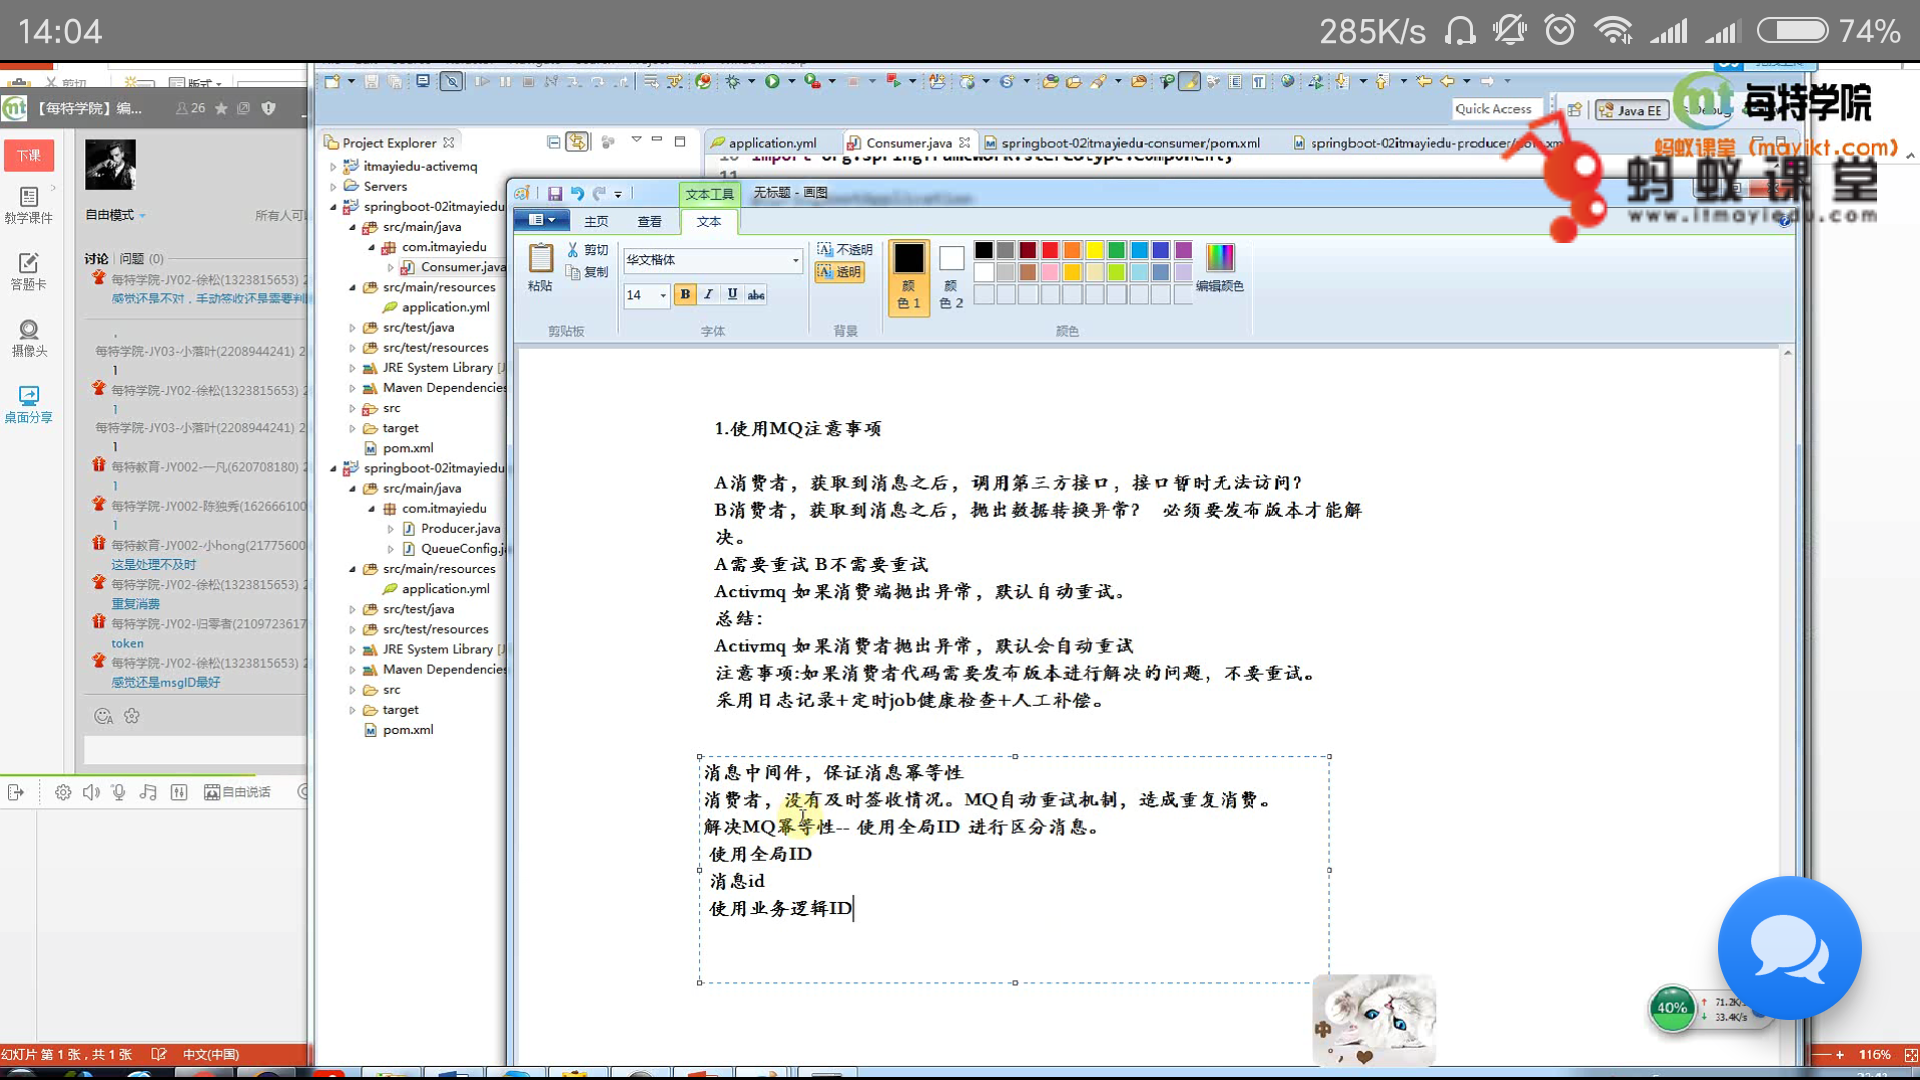 14:04
285K/s
74%
剪切
版式
【每特学院】编...
26
下课
教学课件
答题卡
摄像头
桌面分享
自由模式
所有人可以
讨论
问题 (0)
每特学院-JY02-徐松(1323815653) 2
感觉还是不对，手动签收还是需要判
,
每特学院-JY03-小落叶(2208944241) 2
1
每特学院-JY02-徐松(1323815653) 2
1
每特学院-JY03-小落叶(2208944241) 2
1
每特教育-JY002-一凡(620708180) 2
1
每特学院-JY002-陈独秀(162666100
1
每特教育-JY002-小hong(21775600
这是处理不及时
每特学院-JY02-徐松(1323815653) 2
重复消费
每特学院-JY02-归零者(2109723617
token
每特学院-JY02-徐松(1323815653) 2
感觉还是msgID最好
自由说话
幻灯片 第 1 张，共 1 张
中文(中国)
Quick Access
Java EE
Debug
每特学院
蚂蚁课堂（mayikt.com）
蚂蚁课堂
www.itmayiedu.com
Project Explorer
itmayiedu-activemq
Servers
springboot-02itmayiedu
src/main/java
com.itmayiedu
Consumer.java
src/main/resources
application.yml
src/test/java
src/test/resources
JRE System Library [J
Maven Dependencies
src
target
pom.xml
springboot-02itmayiedu
src/main/java
com.itmayiedu
Producer.java
QueueConfig.j
src/main/resources
application.yml
src/test/java
src/test/resources
JRE System Library [J
Maven Dependencies
src
target
pom.xml
application.yml
Consumer.java
springboot-02itmayiedu-consumer/pom.xml
springboot-02itmayiedu-producer/pom.xml
10 import org.springframework.stereotype.Component;
11
文本工具
无标题 - 画图
主页
查看
文本
粘贴
剪切
复制
剪贴板
华文楷体
14
B
I
U
abc
字体
不透明
透明
背景
颜色 1
颜色 2
编辑颜色
颜色
1.使用MQ注意事项
A消费者，获取到消息之后，调用第三方接口，接口暂时无法访问？
B消费者，获取到消息之后，抛出数据转换异常？ 必须要发布版本才能解
决。
A需要重试 B不需要重试
Activmq 如果消费端抛出异常，默认自动重试。
总结：
Activmq 如果消费者抛出异常，默认会自动重试
注意事项:如果消费者代码需要发布版本进行解决的问题，不要重试。
采用日志记录+定时job健康检查+人工补偿。
消息中间件，保证消息幂等性
消费者，没有及时签收情况。MQ自动重试机制，造成重复消费。
解决MQ幂等性-- 使用全局ID 进行区分消息。
使用全局ID
消息id
使用业务逻辑ID
中
40%
71.2K/s
33.4K/s
116%